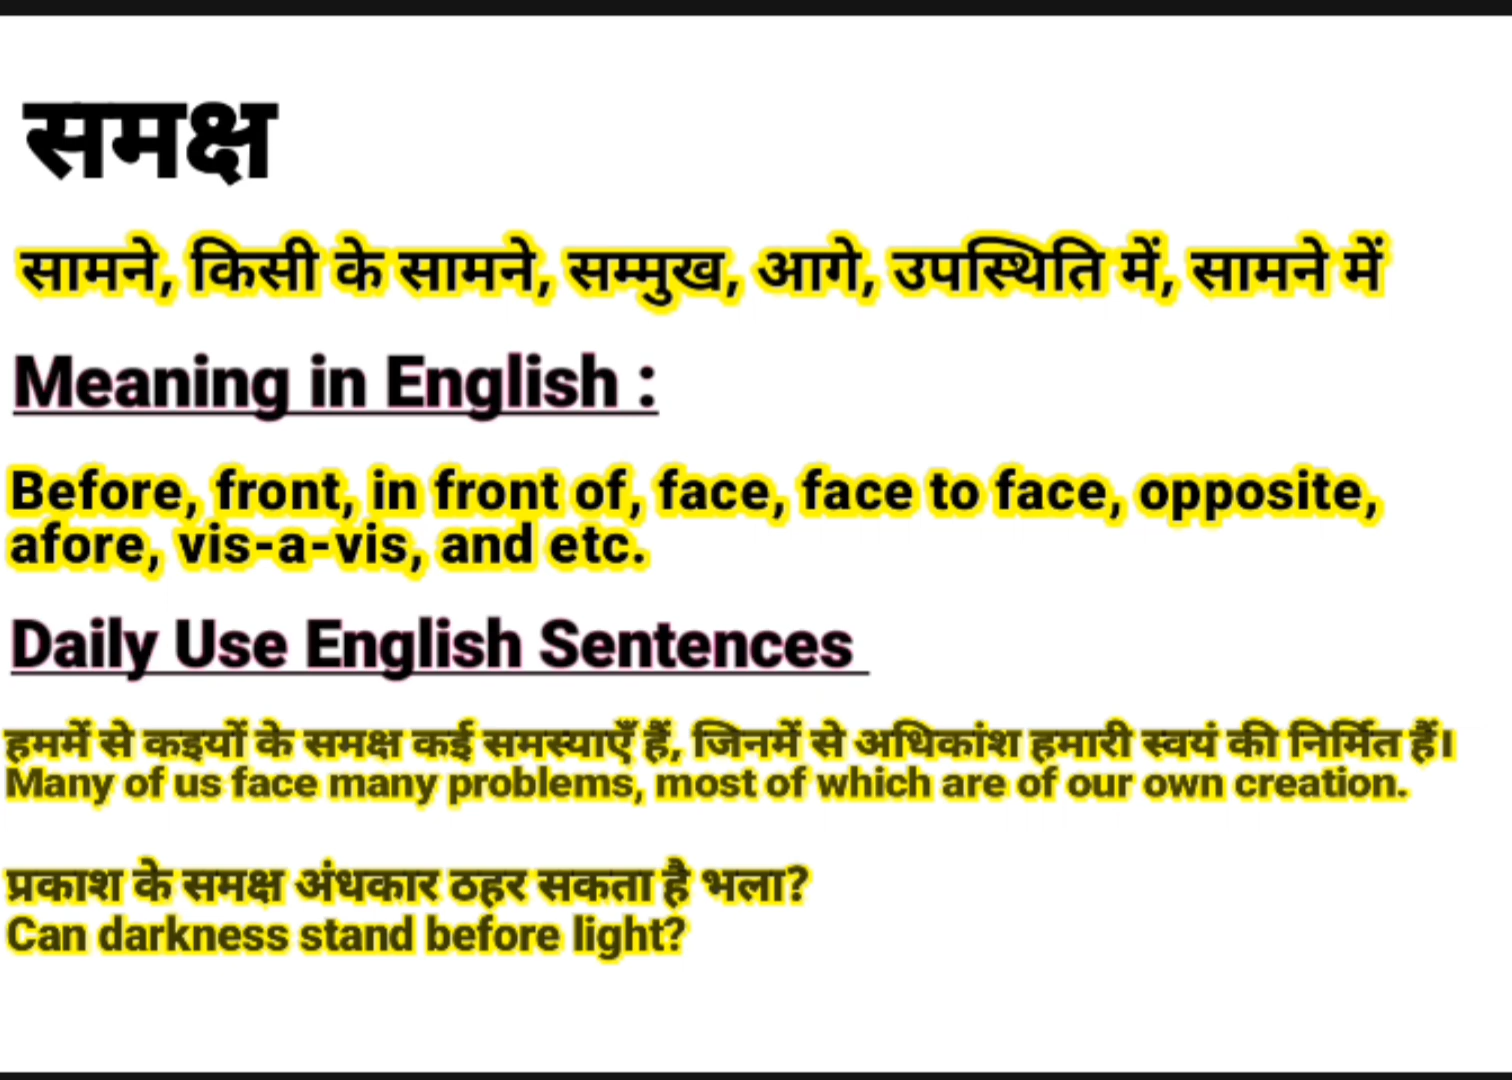 समक्ष
सामने, किसी के सामने, सम्मुख, आगे, उपस्थिति में, सामने में
Meaning in English :
Before, front, in front of, face, face to face, opposite,
afore, vis-a-vis, and etc.
Daily Use English Sentences
हममें से कइयों के समक्ष कई समस्याएँ हैं, जिनमें से अधिकांश हमारी स्वयं की निर्मित हैं।
Many of us face many problems, most of which are of our own creation.
प्रकाश के समक्ष अंधकार ठहर सकता है भला?
Can darkness stand before light?